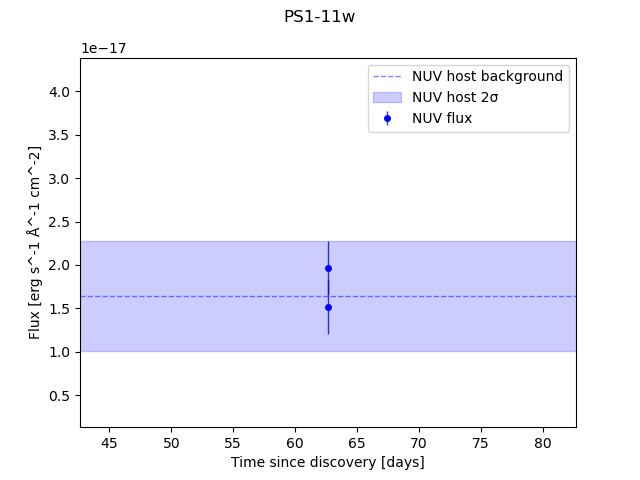 PS1-11w
1e−17
NUV host background
NUV host 2σ
NUV flux
4.0
3.5
3.0
2.5
2.0
1.5
1.0
0.5
Flux [erg s^-1 Å^-1 cm^-2]
45 50 55 60 65 70 75 80
Time since discovery [days]